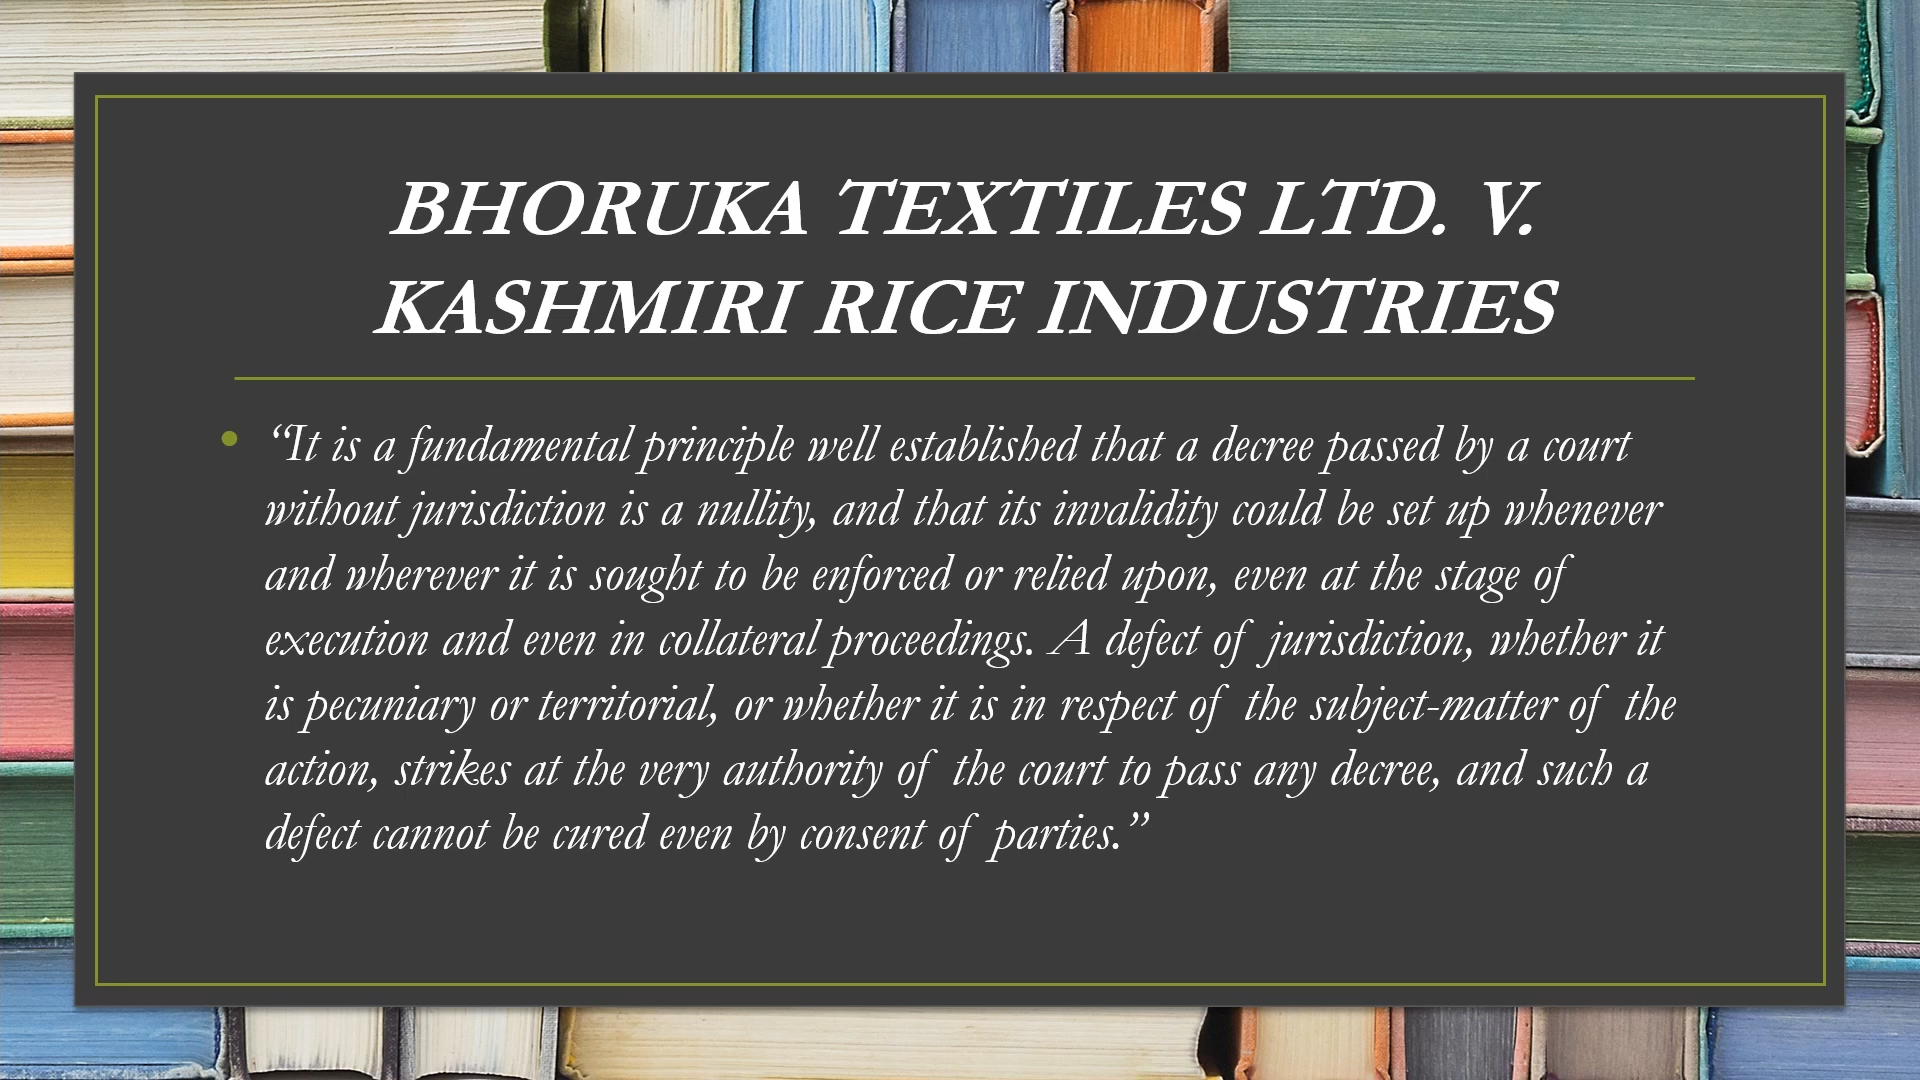 BHORUKA TEXTILES LTD. V.
KASHMIRI RICE INDUSTRIES
• “It is a fundamental principle well established that a decree passed by a court
without jurisdiction is a nullity, and that its invalidity could be set up whenever
and wherever it is sought to be enforced or relied upon, even at the stage of
execution and even in collateral proceedings. A defect of jurisdiction, whether it
is pecuniary or territorial, or whether it is in respect of the subject-matter of the
action, strikes at the very authority of the court to pass any decree, and such a
defect cannot be cured even by consent of parties.”